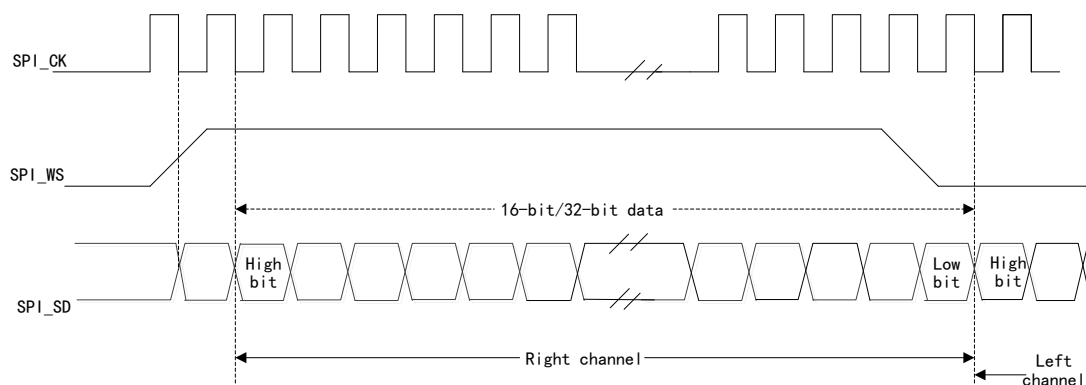 SPI_CK
SPI_WS
16-bit/32-bit data
High
bit
Low
bit
High
bit
SPI_SD
Right channel
Left
channel